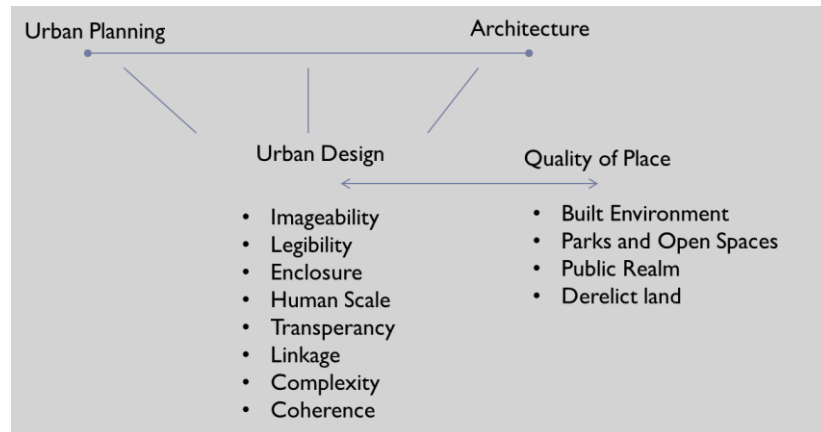 Urban Planning
Architecture
Urban Design
Quality of Place
• Imageability
• Legibility
• Enclosure
• Human Scale
• Transperancy
• Linkage
• Complexity
• Coherence
• Built Environment
• Parks and Open Spaces
• Public Realm
• Derelict land